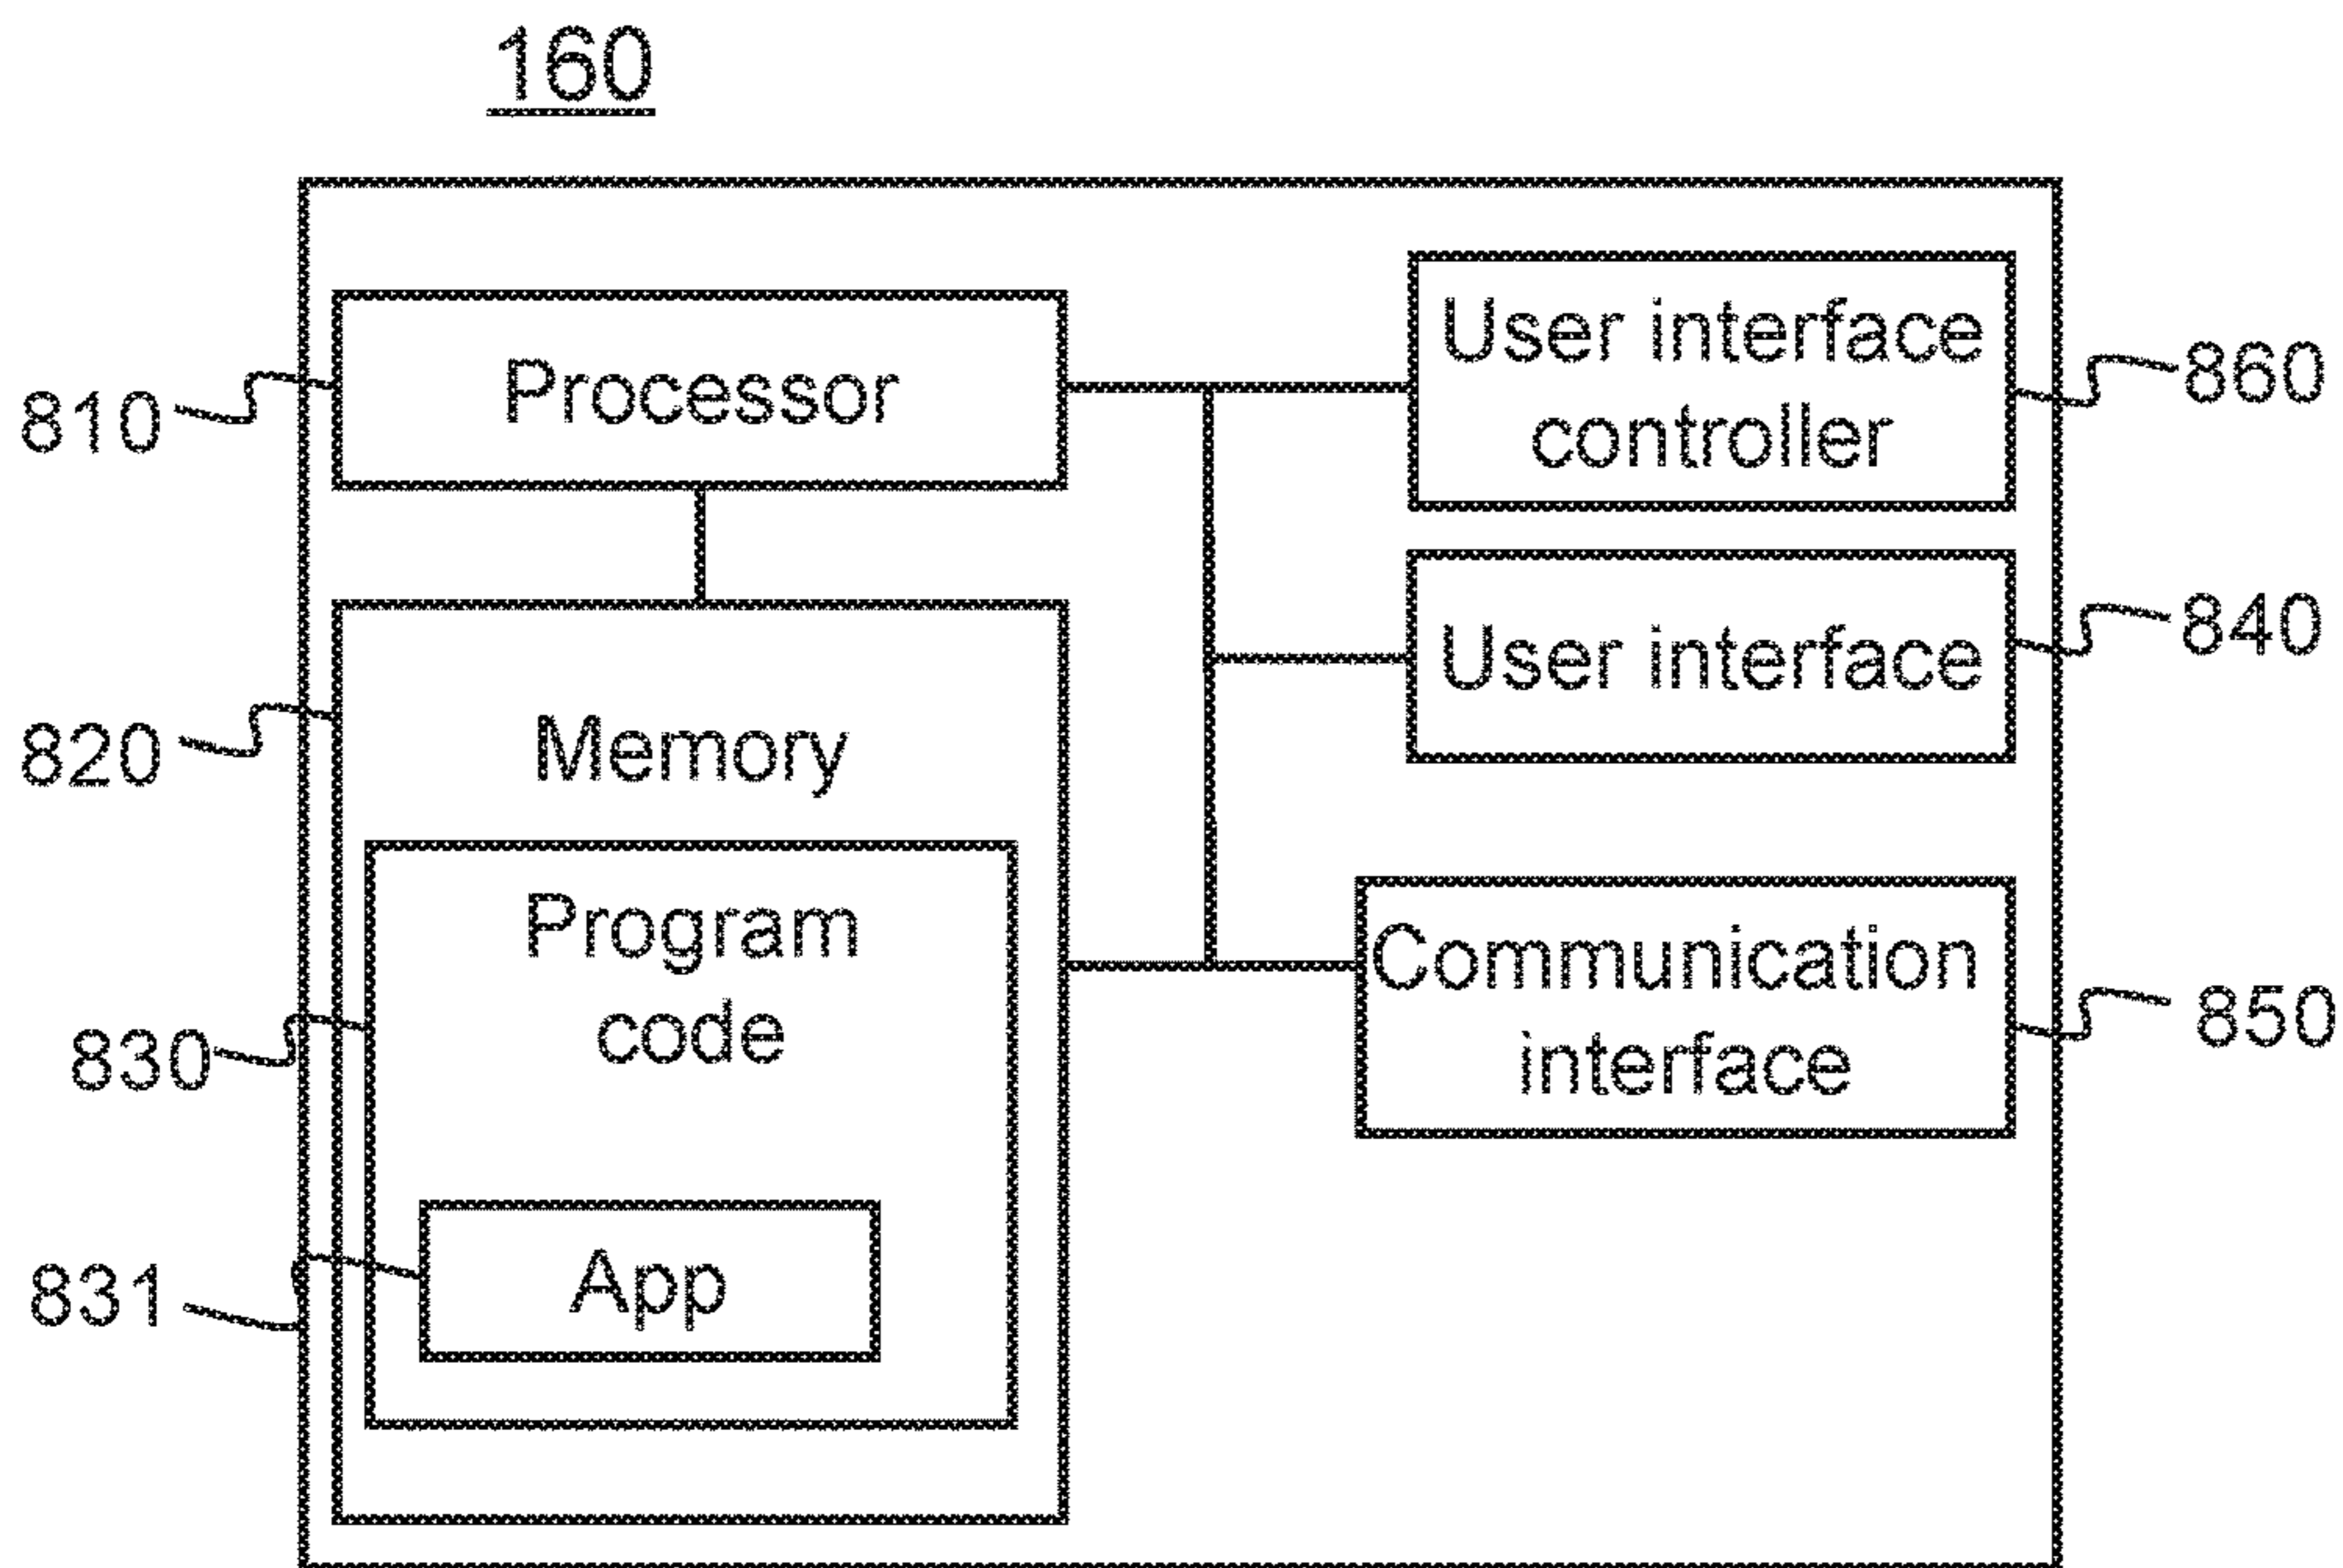 160
Processor
810
User interface
controller
860
User interface
840
Memory
820
Program
code
830
Communication
interface
850
App
831